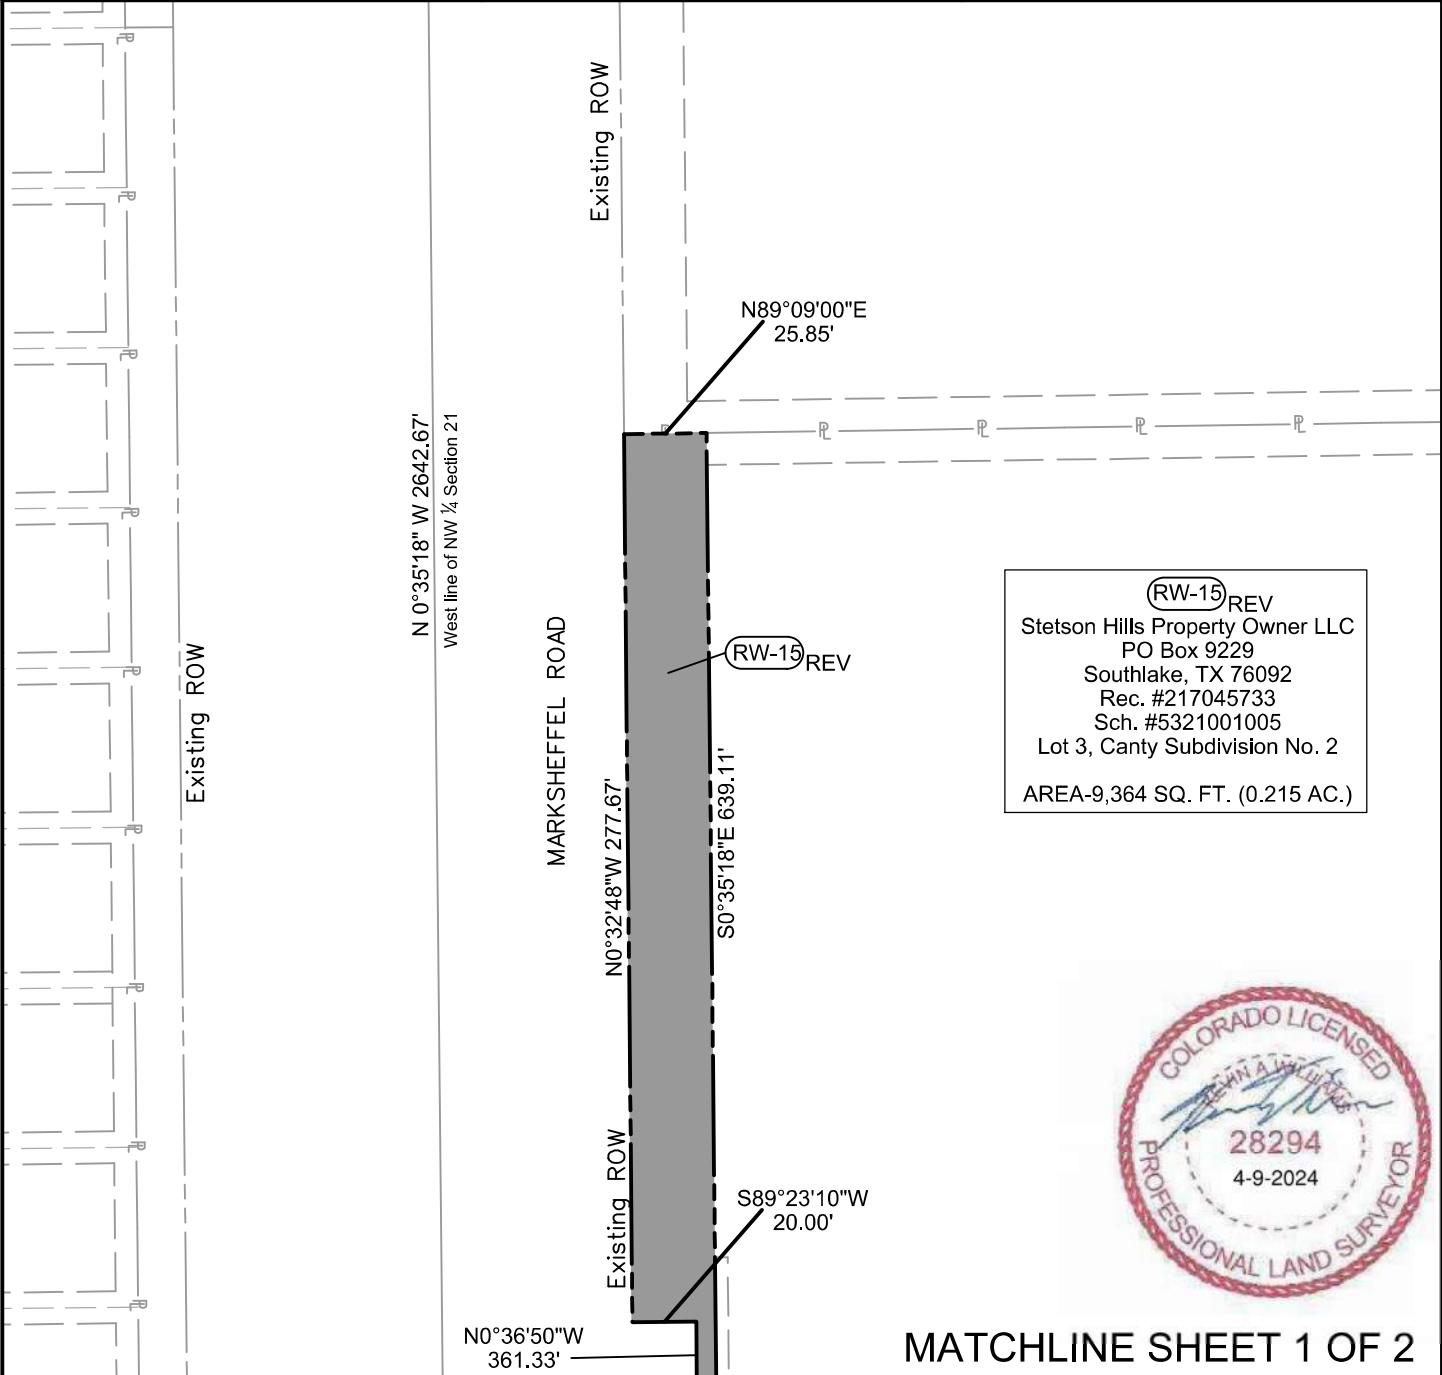 Existing ROW
N89°09'00"E
25.85'
N 0°35'18" W 2642.67'
West line of NW ¼ Section 21
Existing ROW
MARKSHEFFEL ROAD
RW-15 REV
N0°32'48"W 277.67'
S0°35'18"E 639.11'
RW-15 REV
Stetson Hills Property Owner LLC
PO Box 9229
Southlake, TX 76092
Rec. #217045733
Sch. #5321001005
Lot 3, Canty Subdivision No. 2
AREA-9,364 SQ. FT. (0.215 AC.)
Existing ROW
S89°23'10"W
20.00'
N0°36'50"W
361.33'
COLORADO LICENSED
28294
4-9-2024
PROFESSIONAL LAND SURVEYOR
MATCHLINE SHEET 1 OF 2